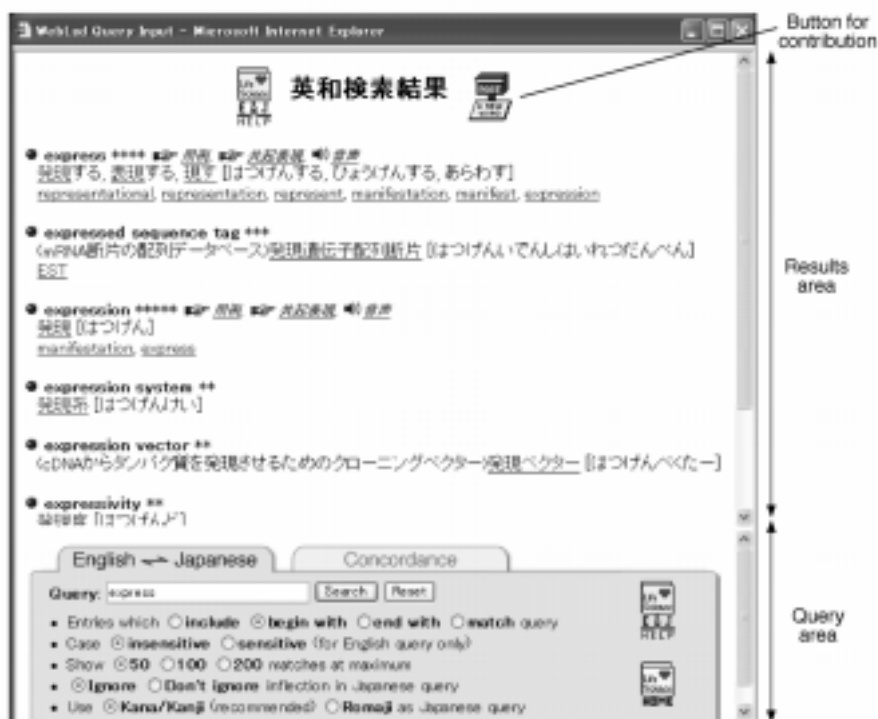 WebLSD Query Input - Microsoft Internet Explorer
Button for
contribution
英和検索結果
HELP
express **** 用例 共起表現 音声
発現する, 表現する, 現す [はつげんする, ひょうげんする, あらわす]
representational, representation, represent, manifestation, manifest, expression
expressed sequence tag ***
(mRNA断片の配列データベース)発現遺伝子配列断片 [はつげんいでんしはいれつだんぺん]
EST
expression ***** 用例 共起表現 音声
発現 [はつげん]
manifestation, express
expression system **
発現系 [はつげんけい]
expression vector **
(cDNAからタンパク質を発現させるためのクローニングベクター)発現ベクター [はつげんべくたー]
expressivity **
発現度 [はつげんど]
Results
area
English Japanese
Concordance
Query: express Search Reset
• Entries which include begin with end with match query
• Case insensitive sensitive (for English query only)
• Show 50 100 200 matches at maximum
• Ignore Don't ignore inflection in Japanese query
• Use Kana/Kanji (recommended) Romaji as Japanese query
HELP
HOME
Query
area